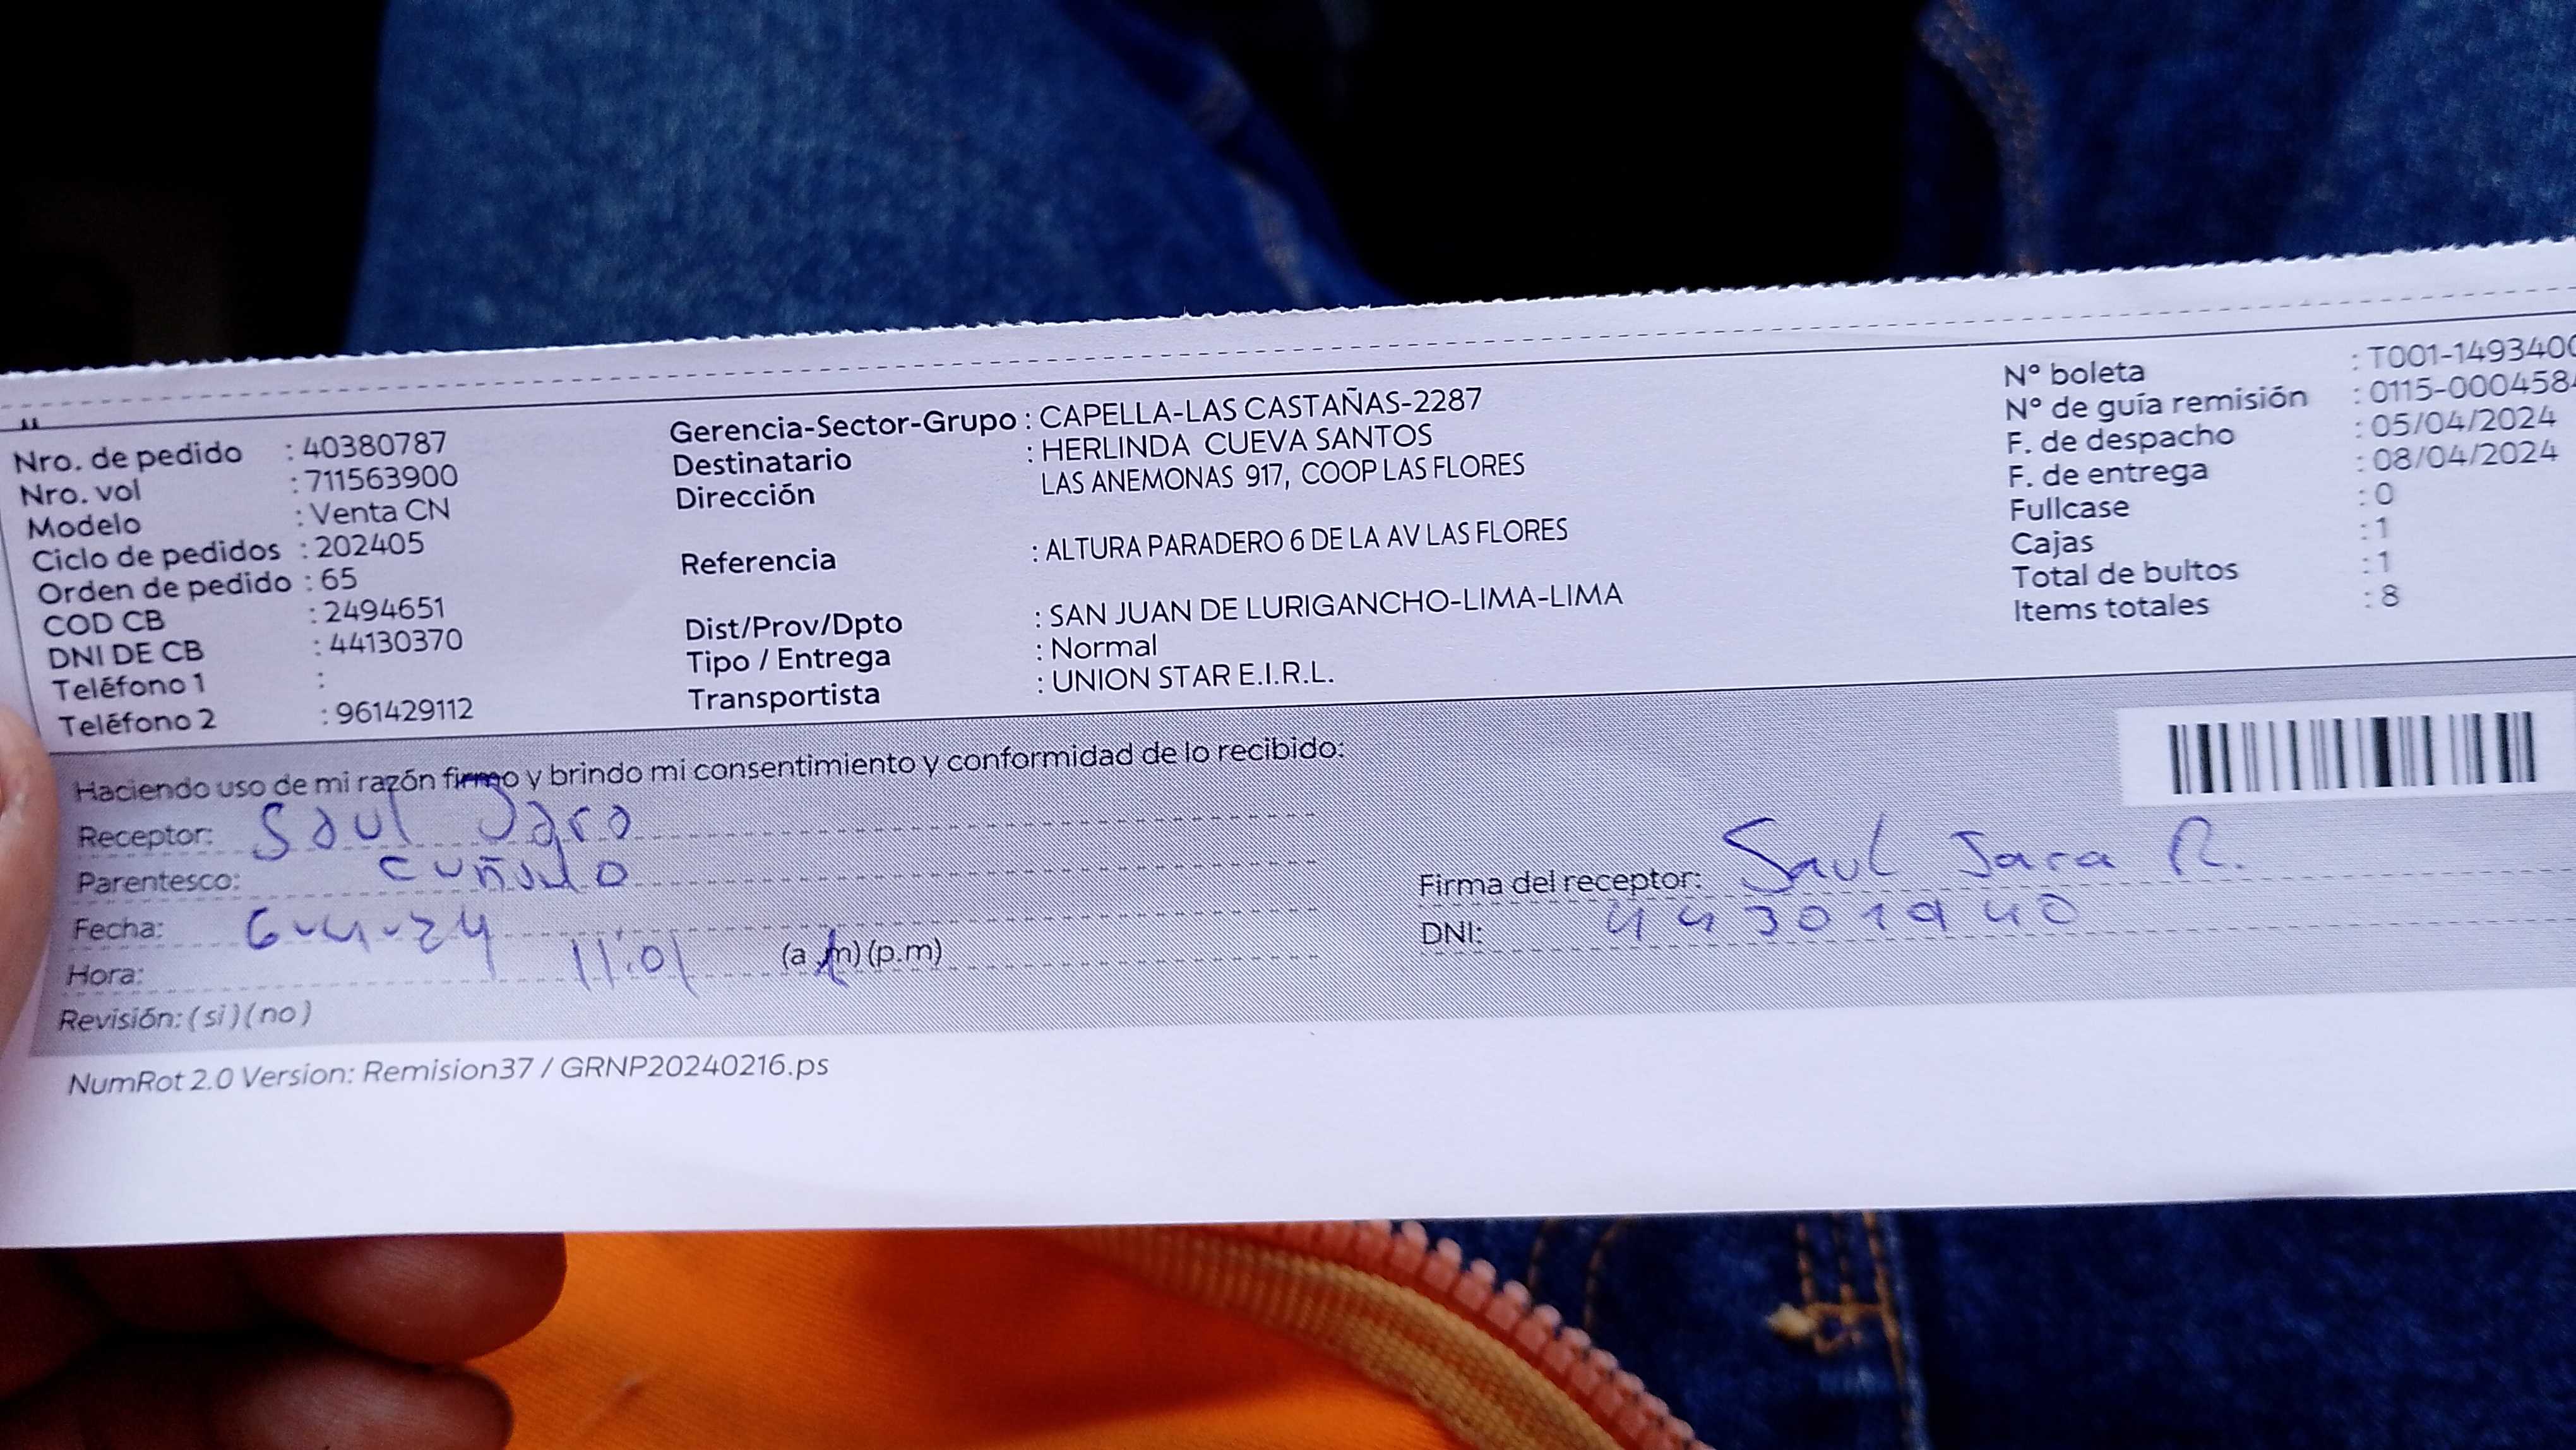 Nro. de pedido : 40380787
Nro. vol : 711563900
Modelo : Venta CN
Ciclo de pedidos : 202405
Orden de pedido : 65
COD CB : 2494651
DNI DE CB : 44130370
Teléfono 1 :
Teléfono 2 : 961429112
Gerencia-Sector-Grupo : CAPELLA-LAS CASTAÑAS-2287
Destinatario : HERLINDA CUEVA SANTOS
Dirección LAS ANEMONAS 917, COOP LAS FLORES
Referencia : ALTURA PARADERO 6 DE LA AV LAS FLORES
Dist/Prov/Dpto : SAN JUAN DE LURIGANCHO-LIMA-LIMA
Tipo / Entrega : Normal
Transportista : UNION STAR E.I.R.L.
N° boleta : T001-1493400
N° de guía remisión : 0115-000458
F. de despacho : 05/04/2024
F. de entrega : 08/04/2024
Fullcase : 0
Cajas : 1
Total de bultos : 1
Items totales : 8
Haciendo uso de mi razón firmo y brindo mi consentimiento y conformidad de lo recibido:
Receptor: Saul Jara
Parentesco: cuñado
Fecha: 6-4-24
Hora: 11:01 (a.m)(p.m)
Revisión: (si)(no)
Firma del receptor: Saul Jara R.
DNI: 44301940
NumRot 2.0 Version: Remision37 / GRNP20240216.ps